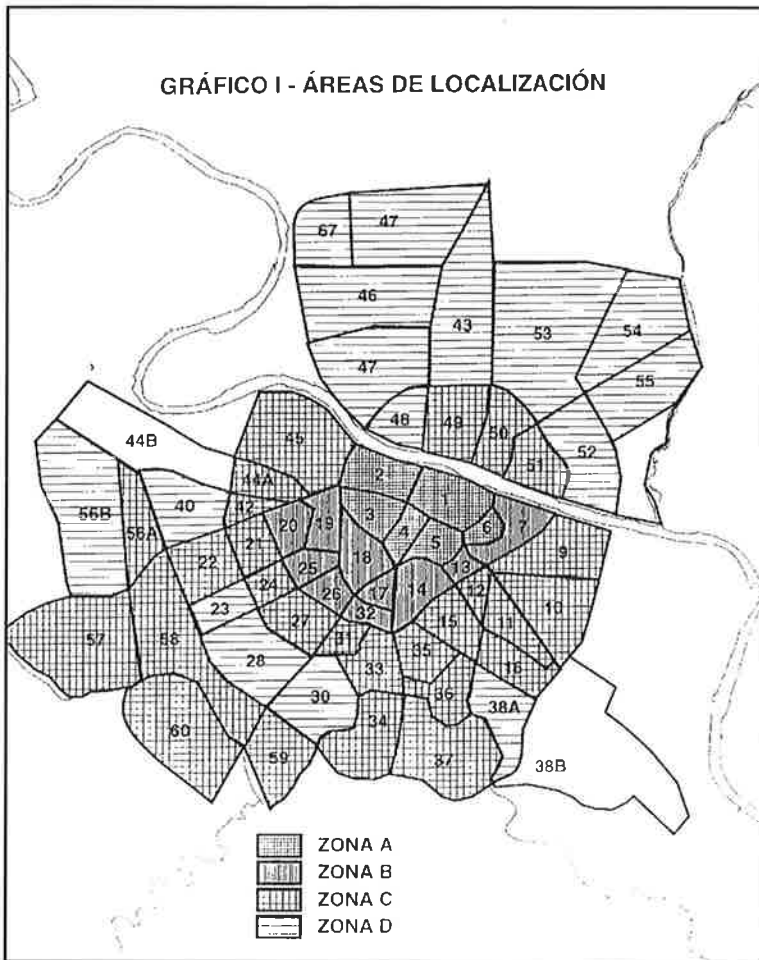 GRÁFICO I - ÁREAS DE LOCALIZACIÓN
67 47
46 43 53 54
47 55
48 49 50 52
44B 45 51
44A 2 1
56B 56A 40 42 20 19 3 4 5 6 7
22 21 18 13 9
23 24 25 26 17 14 12 10
57 58 27 31 32 15 11
28 33 35 16
60 30 34 36 38A
59 37 38B
ZONA A
ZONA B
ZONA C
ZONA D